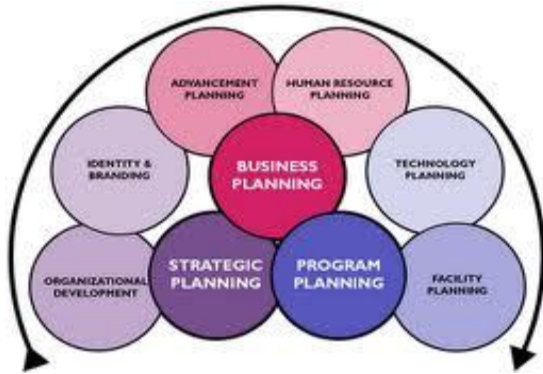 ADVANCEMENT
PLANNING
HUMAN RESOURCE
PLANNING
IDENTITY &
BRANDING
BUSINESS
PLANNING
TECHNOLOGY
PLANNING
ORGANIZATIONAL
DEVELOPMENT
STRATEGIC
PLANNING
PROGRAM
PLANNING
FACILITY
PLANNING